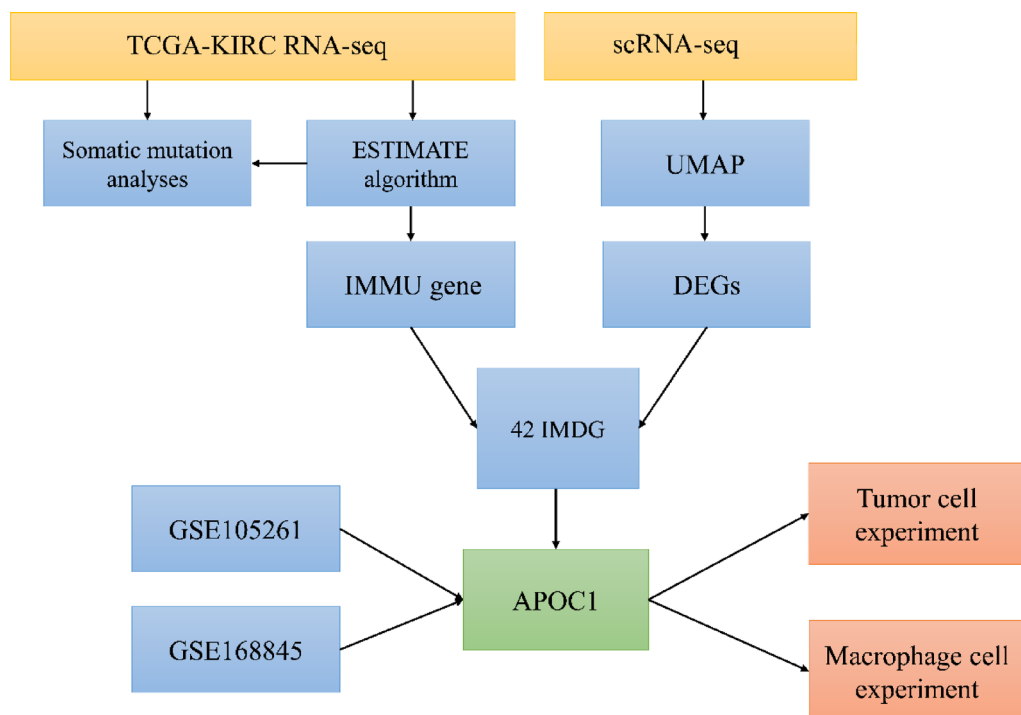 TCGA-KIRC RNA-seq
scRNA-seq
Somatic mutation
analyses
ESTIMATE
algorithm
UMAP
IMMU gene
DEGs
42 IMDG
GSE105261
GSE168845
APOC1
Tumor cell
experiment
Macrophage cell
experiment